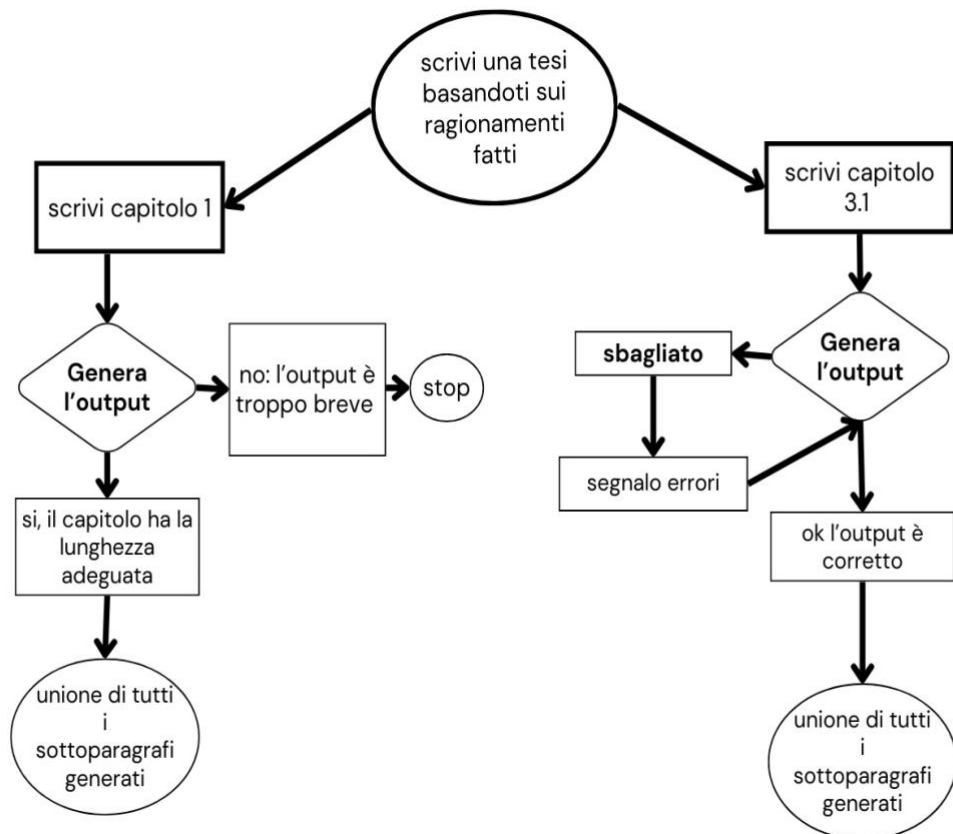 scrivi una tesi
basandoti sui
ragionamenti
fatti
scrivi capitolo 1
scrivi capitolo
3.1
Genera
l'output
no: l'output è
troppo breve
stop
sbagliato
Genera
l'output
segnalo errori
si, il capitolo ha la
lunghezza
adeguata
ok l'output è
corretto
unione di tutti
i
sottoparagrafi
generati
unione di tutti
i
sottoparagrafi
generati